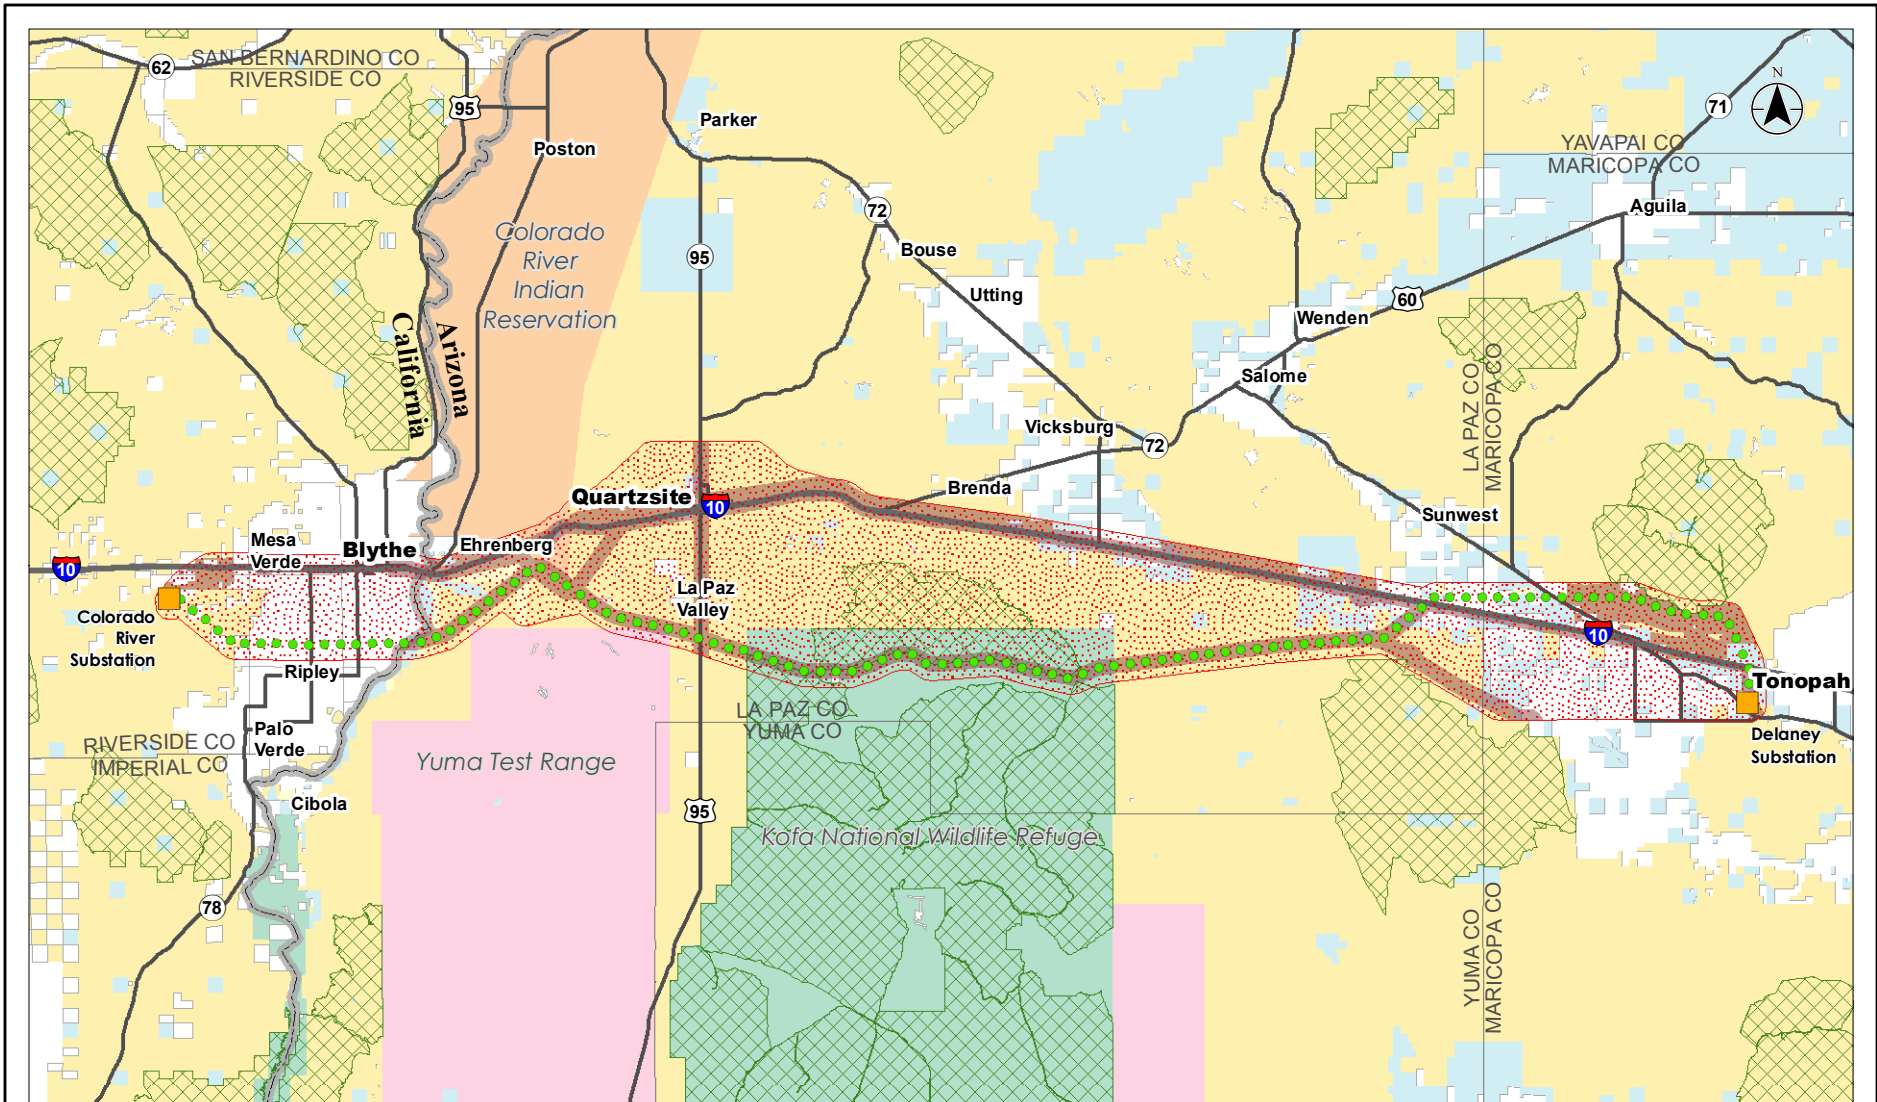 SAN BERNARDINO CO
RIVERSIDE CO
62
95
Poston
Parker
72
71
N
YAVAPAI CO
MARICOPA CO
Aguila
Colorado
River
Indian
Reservation
95
Bouse
Utting
60
Wenden
Salome
California
Arizona
LA PAZ CO
MARICOPA CO
Vicksburg
72
Quartzsite
10
Brenda
Sunwest
Mesa
Verde
Blythe
Ehrenberg
10
La Paz
Valley
Colorado
River
Substation
10
Ripley
Tonopah
Delaney
Substation
LA PAZ CO
YUMA CO
Palo
Verde
RIVERSIDE CO
IMPERIAL CO
Yuma Test Range
Cibola
95
Kofa National Wildlife Refuge
78
YUMA CO
MARICOPA CO